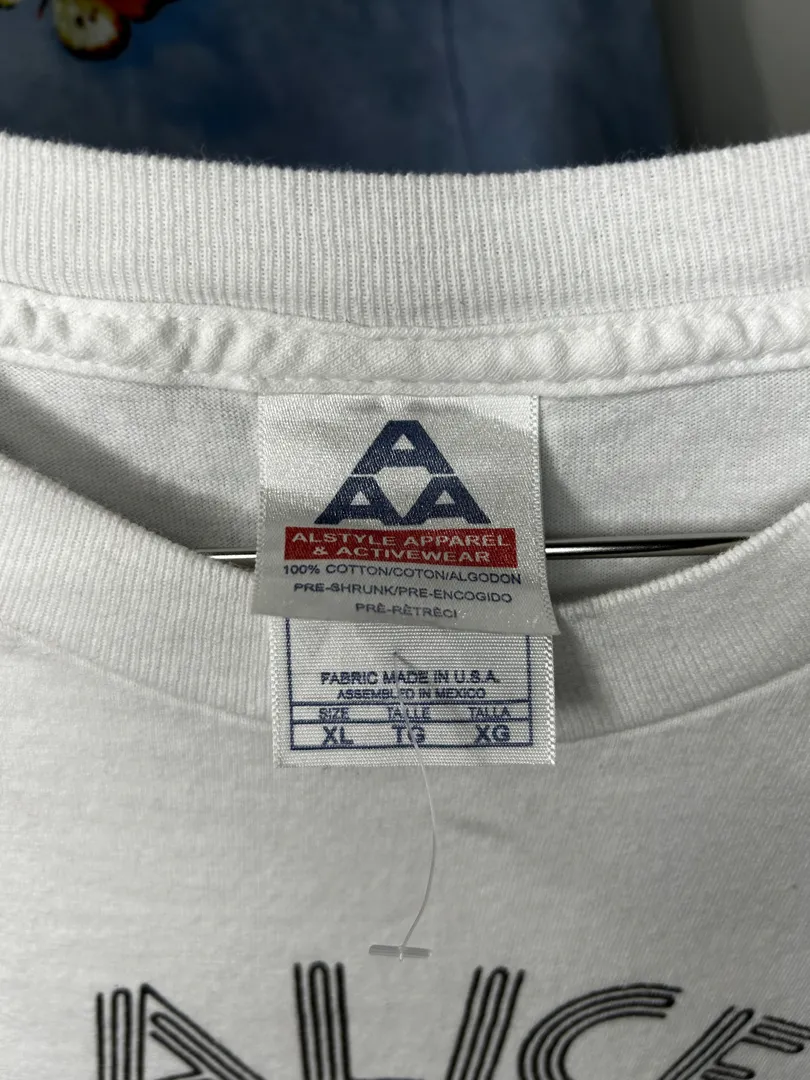 A
AAA
ALSTYLE APPAREL
& ACTIVEWEAR
100% COTTON/COTON/ALGODON
PRE-SHRUNK/PRE-ENCOGIDO
PRÉ-RÉTRÉCI
FABRIC MADE IN U.S.A.
ASSEMBLED IN MEXICO
SIZE TAILLE TALLA
XL TG XG
ALICE